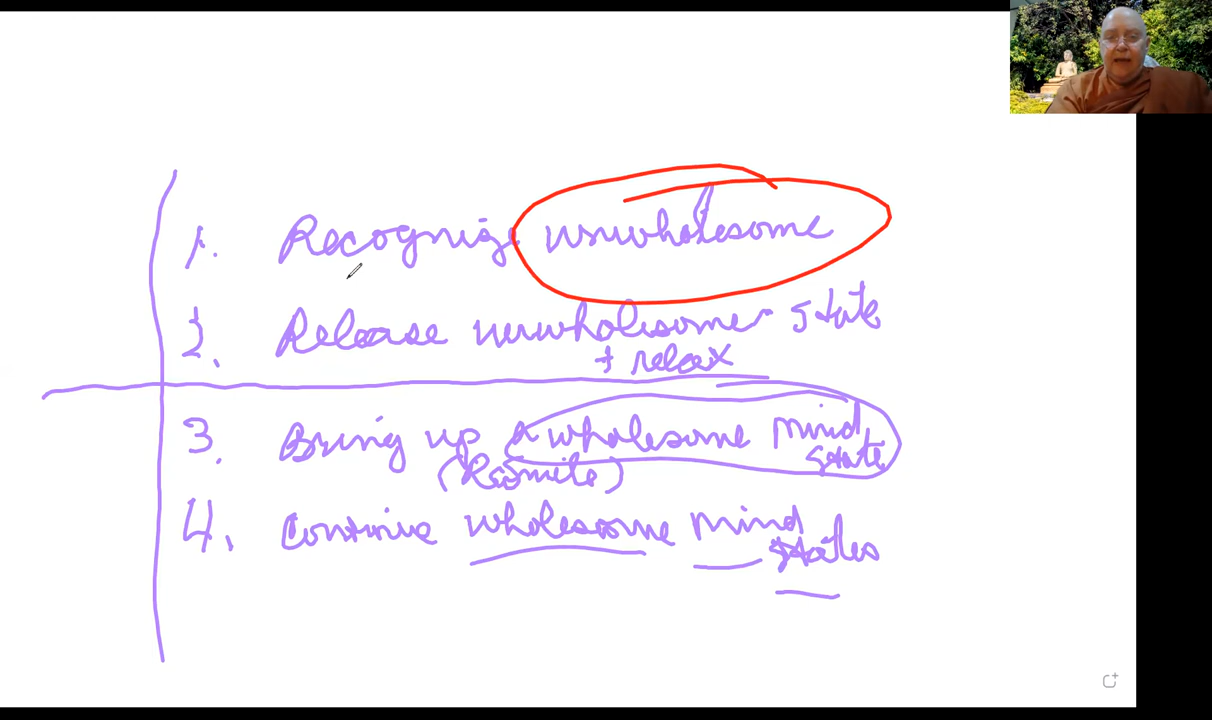 1. Recognize unwholesome
2. Release unwholesome state
+ relax
3. Bring up a wholesome mind
state
(Resmile)
4. Continue wholesome mind
states